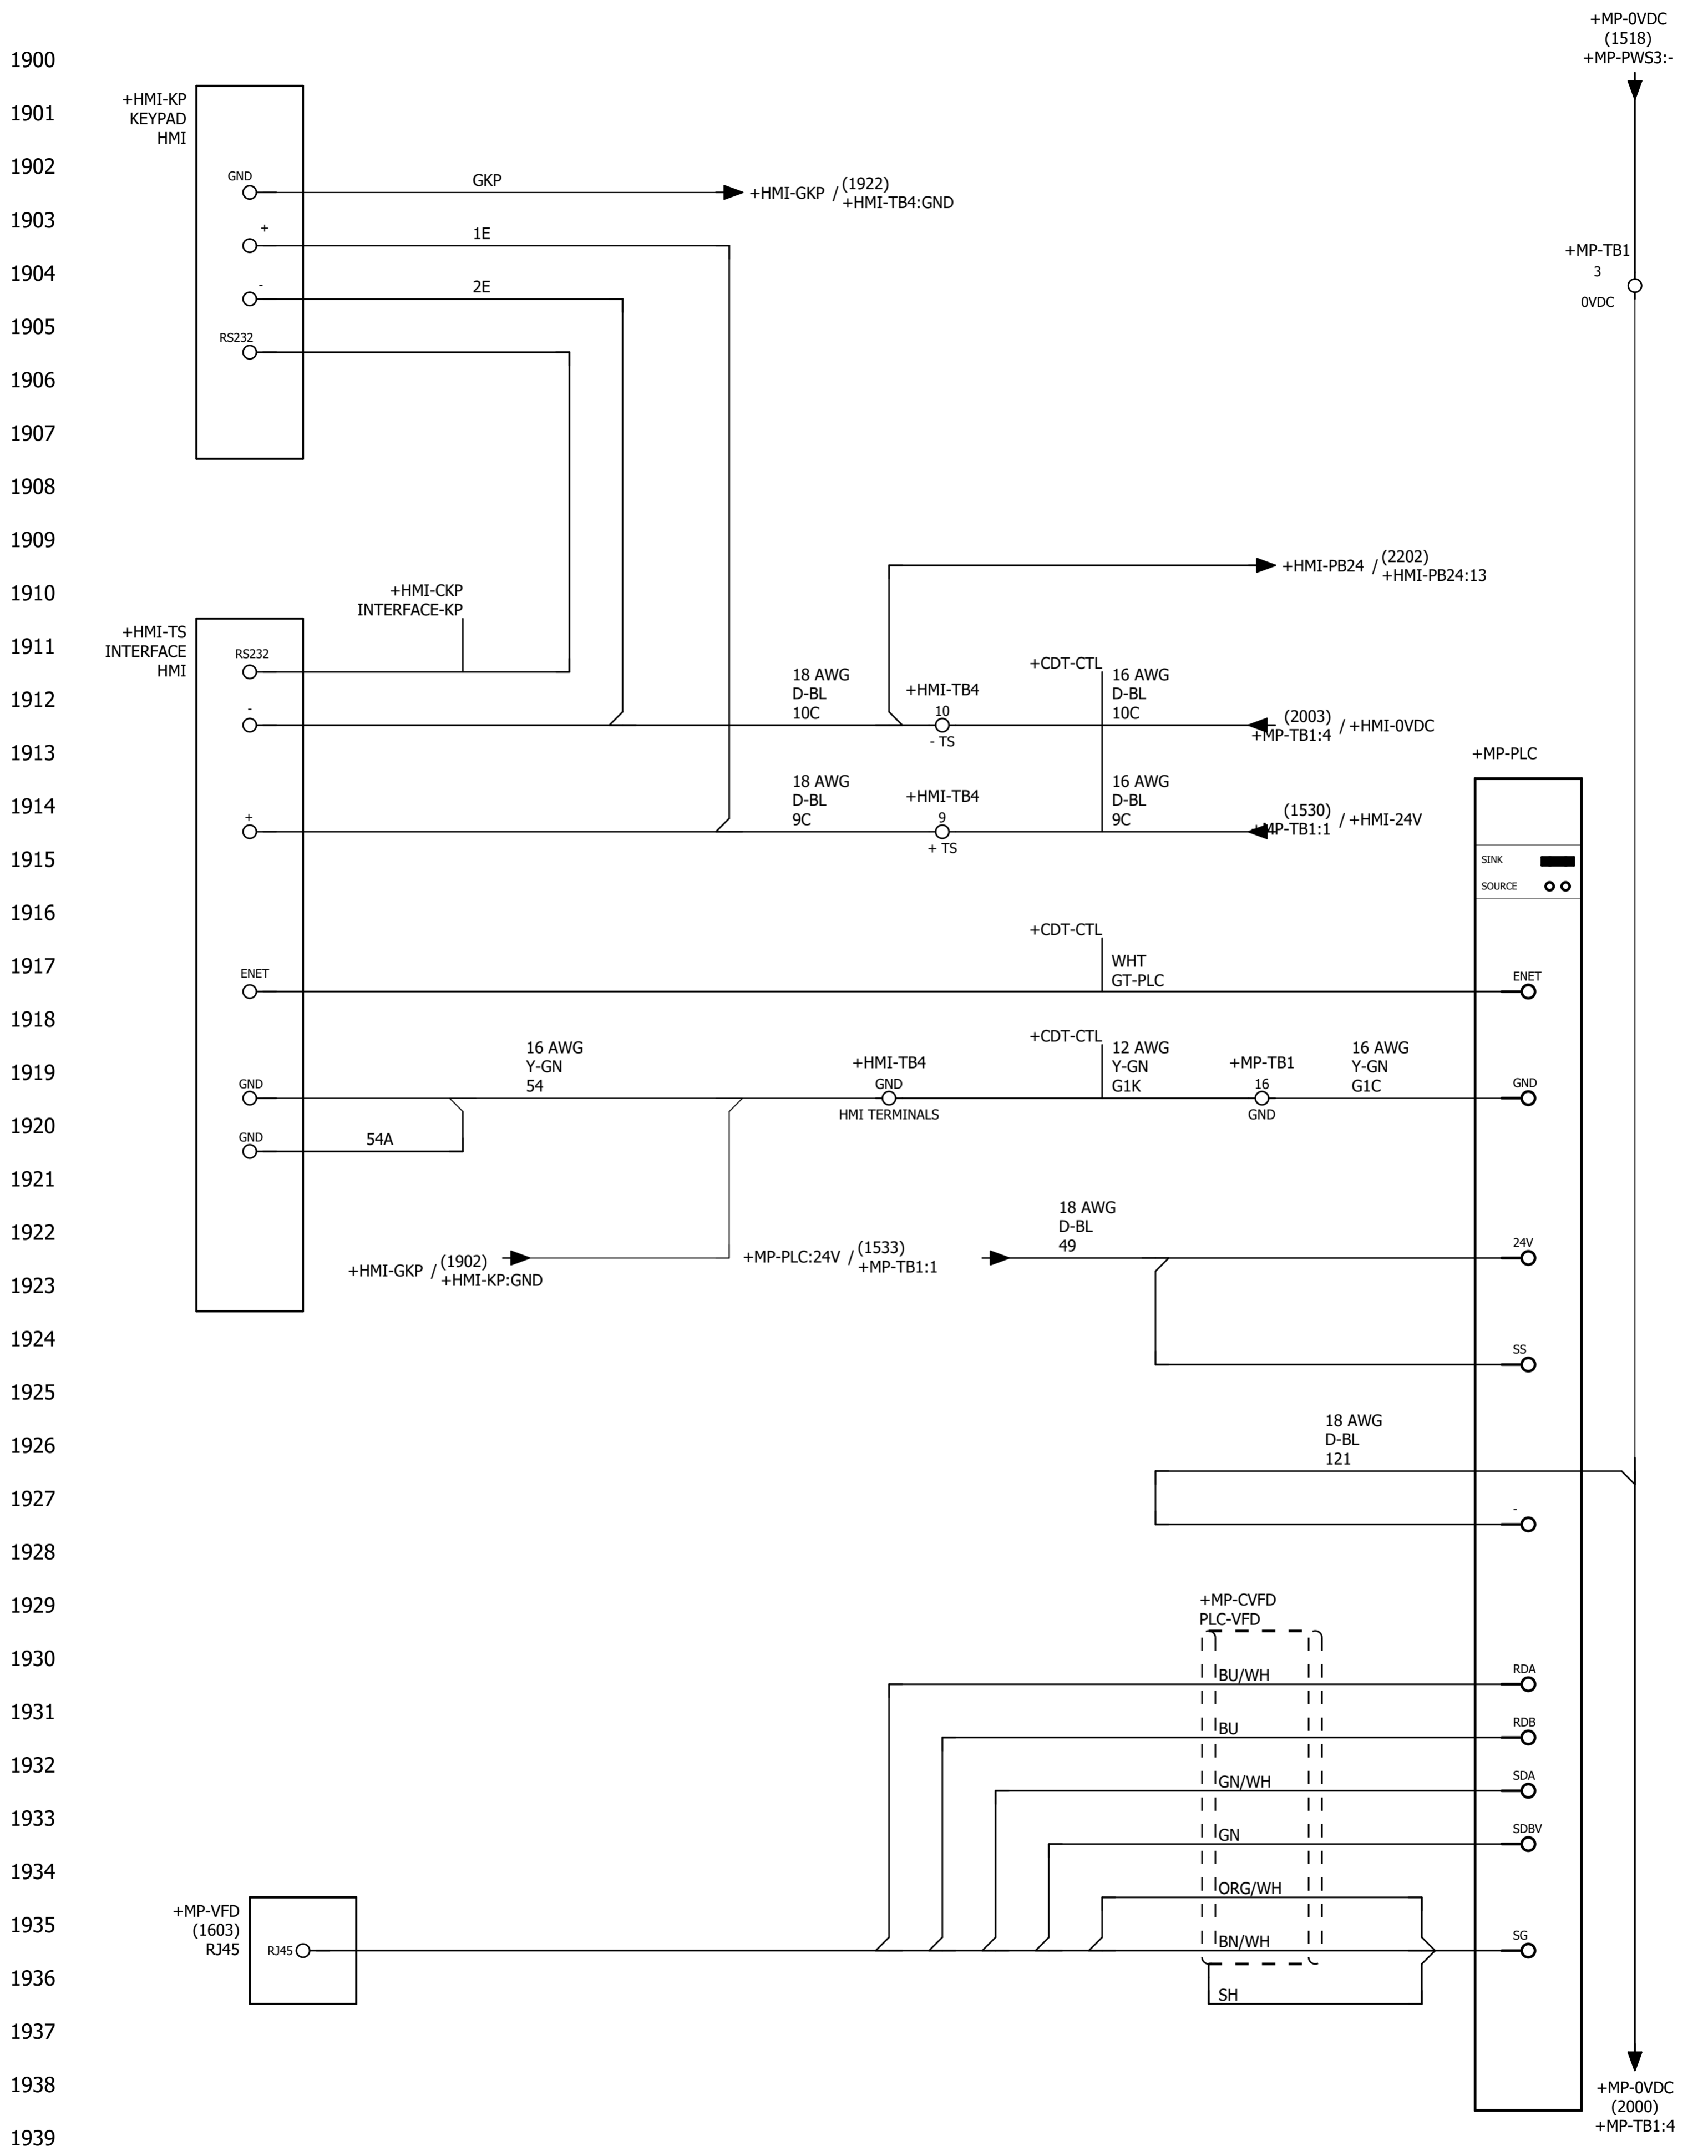 +MP-0VDC
(1518)
+MP-PWS3:-
1900
1901
1902
1903
1904
1905
1906
1907
1908
1909
1910
1911
1912
1913
1914
1915
1916
1917
1918
1919
1920
1921
1922
1923
1924
1925
1926
1927
1928
1929
1930
1931
1932
1933
1934
1935
1936
1937
1938
1939
+HMI-KP
KEYPAD
HMI
GND
GKP
+HMI-GKP / (1922)
+HMI-TB4:GND
+
1E
-
2E
RS232
+MP-TB1
3
0VDC
+HMI-PB24 / (2202)
+HMI-PB24:13
+HMI-CKP
INTERFACE-KP
+HMI-TS
INTERFACE
HMI
RS232
-
18 AWG
D-BL
10C
+HMI-TB4
10
- TS
+CDT-CTL
16 AWG
D-BL
10C
(2003)
+MP-TB1:4 / +HMI-0VDC
+
18 AWG
D-BL
9C
+HMI-TB4
9
+ TS
16 AWG
D-BL
9C
(1530)
+MP-TB1:1 / +HMI-24V
+MP-PLC
SINK
SOURCE
ENET
+CDT-CTL
WHT
GT-PLC
ENET
GND
16 AWG
Y-GN
54
+HMI-TB4
GND
HMI TERMINALS
+CDT-CTL
12 AWG
Y-GN
G1K
+MP-TB1
16
GND
16 AWG
Y-GN
G1C
GND
GND
54A
+HMI-GKP / (1902)
+HMI-KP:GND
+MP-PLC:24V / (1533)
+MP-TB1:1
18 AWG
D-BL
49
24V
SS
18 AWG
D-BL
121
-
+MP-CVFD
PLC-VFD
BU/WH
RDA
BU
RDB
GN/WH
SDA
GN
SDBV
ORG/WH
+MP-VFD
(1603)
RJ45
RJ45
BN/WH
SG
SH
+MP-0VDC
(2000)
+MP-TB1:4